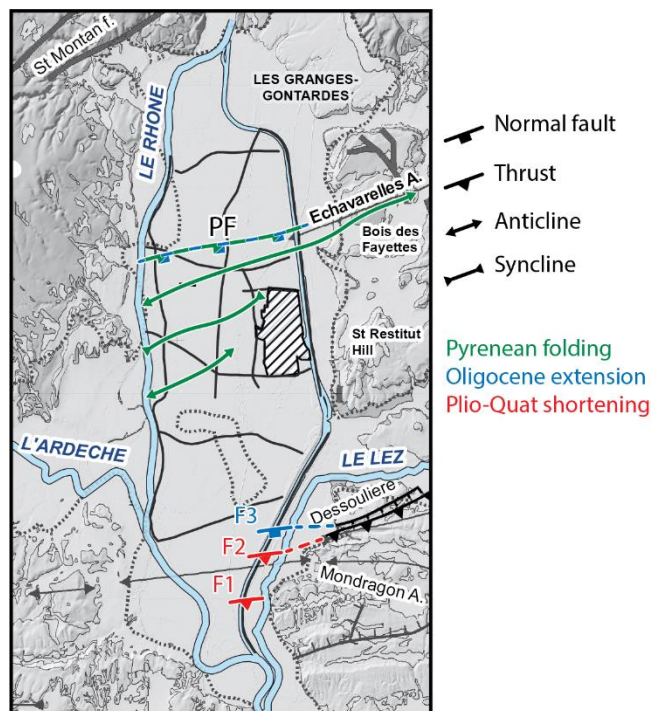 St Montan f.
LE RHONE
LES GRANGES-
GONTARDES
PF
Echavarelles A.
Bois des
Fayettes
St Restitut
Hill
L'ARDECHE
LE LEZ
Dessouliere
F3
F2
F1
Mondragon A.
Normal fault
Thrust
Anticline
Syncline
Pyrenean folding
Oligocene extension
Plio-Quat shortening